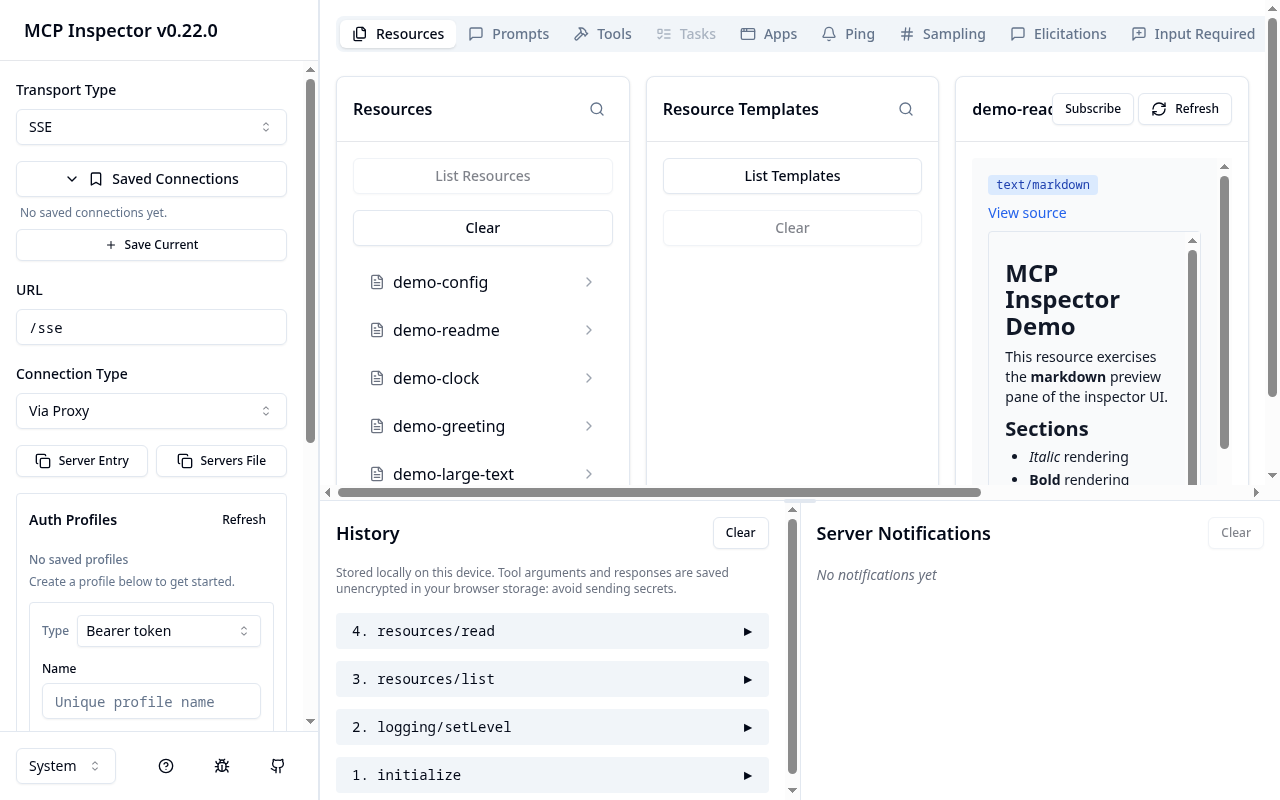 MCP Inspector v0.22.0
Transport Type
SSE
Saved Connections
No saved connections yet.
Save Current
URL
/sse
Connection Type
Via Proxy
Server Entry
Servers File
Auth Profiles
Refresh
No saved profiles
Create a profile below to get started.
Type
Bearer token
Name
Unique profile name
System
Resources
Prompts
Tools
Tasks
Apps
Ping
Sampling
Elicitations
Input Required
Resources
List Resources
Clear
demo-config
demo-readme
demo-clock
demo-greeting
demo-large-text
Resource Templates
List Templates
Clear
demo-read
Subscribe
Refresh
text/markdown
View source
MCP
Inspector
Demo
This resource exercises
the markdown preview
pane of the inspector UI.
Sections
Italic rendering
Bold rendering
History
Clear
Stored locally on this device. Tool arguments and responses are saved
unencrypted in your browser storage: avoid sending secrets.
4. resources/read
3. resources/list
2. logging/setLevel
1. initialize
Server Notifications
Clear
No notifications yet